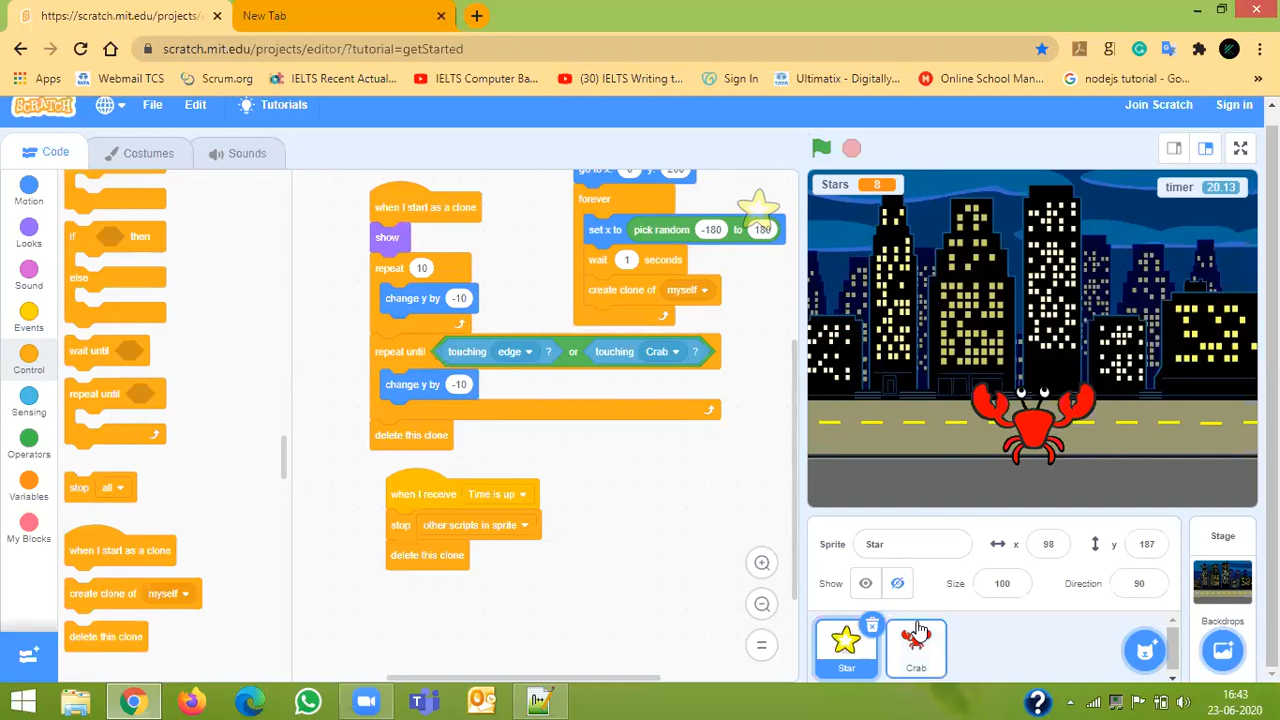 https://scratch.mit.edu/projects/
New Tab
scratch.mit.edu/projects/editor/?tutorial=getStarted
Apps
Webmail TCS
Scrum.org
IELTS Recent Actual...
IELTS Computer Ba...
(30) IELTS Writing t...
Sign In
Ultimatix - Digitally...
Online School Man...
nodejs tutorial - Go...
»
SCRATCH
File
Edit
Tutorials
Join Scratch
Sign in
Code
Costumes
Sounds
Motion
Looks
Sound
Events
Control
Sensing
Operators
Variables
My Blocks
if then
else
wait until
repeat until
stop all
when I start as a clone
create clone of myself
delete this clone
when I start as a clone
show
repeat 10
change y by -10
repeat until touching edge ? or touching Crab ?
change y by -10
delete this clone
when I receive Time is up
stop other scripts in sprite
delete this clone
go to x: 0 y: 200
forever
set x to pick random -180 to 180
wait 1 seconds
create clone of myself
Stars 8
timer 20.13
Sprite Star x 98 y 187
Show Size 100 Direction 90
Star
Crab
Stage
Backdrops
16:43
23-06-2020